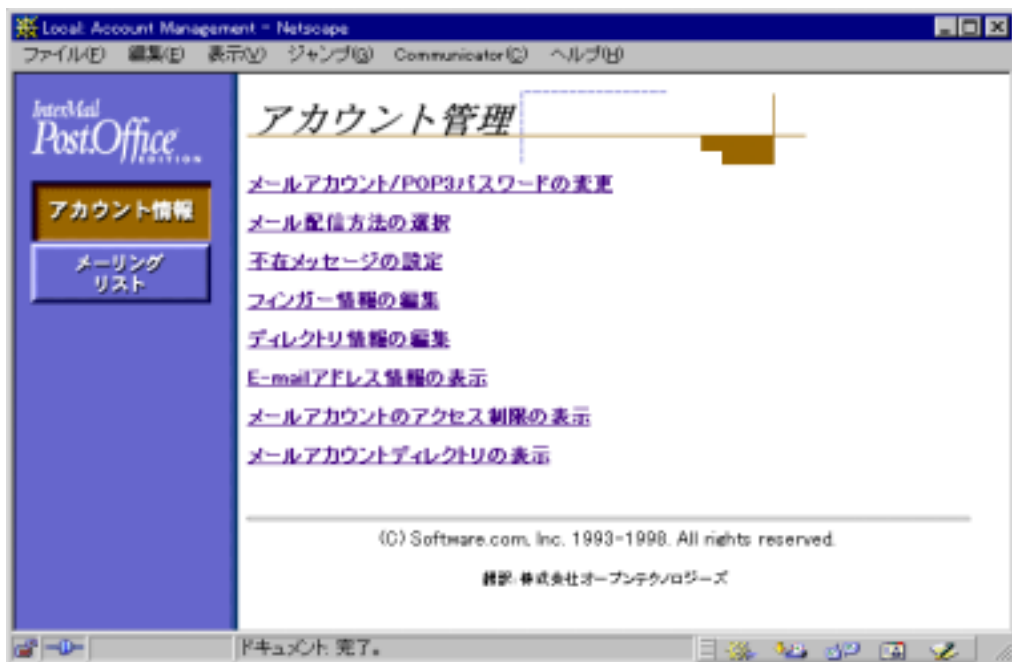 Local: Account Management - Netscape
ファイル(F) 編集(E) 表示(V) ジャンプ(G) Communicator(C) ヘルプ(H)
InterMail
PostOffice
EDITION
アカウント情報
メーリング
リスト
アカウント管理
メールアカウント/POP3パスワードの変更
メール配信方法の選択
不在メッセージの設定
フィンガー情報の編集
ディレクトリ情報の編集
E-mailアドレス情報の表示
メールアカウントのアクセス制限の表示
メールアカウントディレクトリの表示
(C) Software.com, Inc. 1993-1998. All rights reserved.
翻訳: 株式会社オープンテクノロジーズ
ドキュメント: 完了。